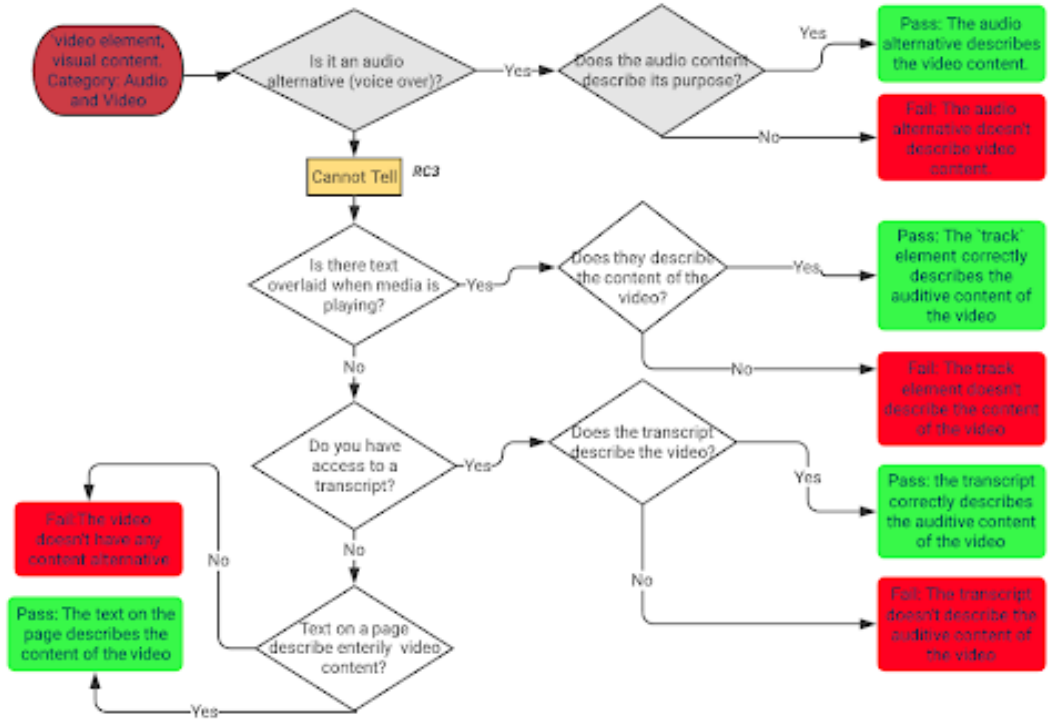 `video element,
visual content.
Category: Audio
and Video
Is it an audio
alternative (voice over)?
Yes
Does the audio content
describe its purpose?
Yes
Pass: The audio
alternative describes
the video content.
No
Fail: The audio
alternative doesn't
describe video
content.
Cannot Tell
RC3
Is there text
overlaid when media is
playing?
Yes
Does they describe
the content of the
video?
Yes
Pass: The `track`
element correctly
describes the
auditive content of
the video
No
Fail: The track
element doesn't
describe the content
of the video
No
Do you have
access to a
transcript?
Yes
Does the transcript
describe the video?
Yes
Pass: the transcript
correctly describes
the auditive content
of the video
No
Fail: The transcript
doesn't describe the
auditive content of
the video
No
Text on a page
describe enterily video
content?
No
Fail:The video
doesn't have any
content alternative
Yes
Pass: The text on the
page describes the
content of the video